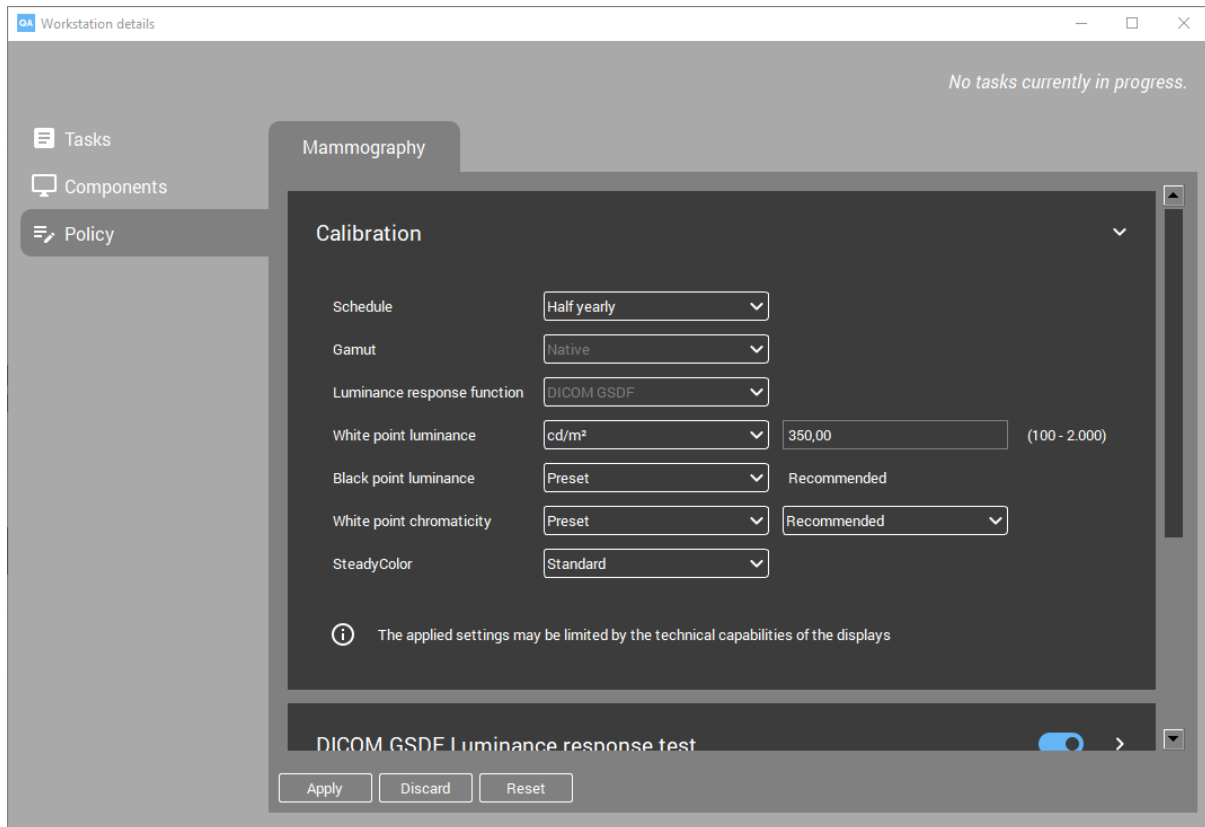 QA Workstation details
No tasks currently in progress.
Tasks
Components
Policy
Mammography
Calibration
Schedule Half yearly
Gamut Native
Luminance response function DICOM GSDF
White point luminance cd/m² 350,00 (100 - 2.000)
Black point luminance Preset Recommended
White point chromaticity Preset Recommended
SteadyColor Standard
The applied settings may be limited by the technical capabilities of the displays
DICOM GSDF Luminance response test
Apply Discard Reset